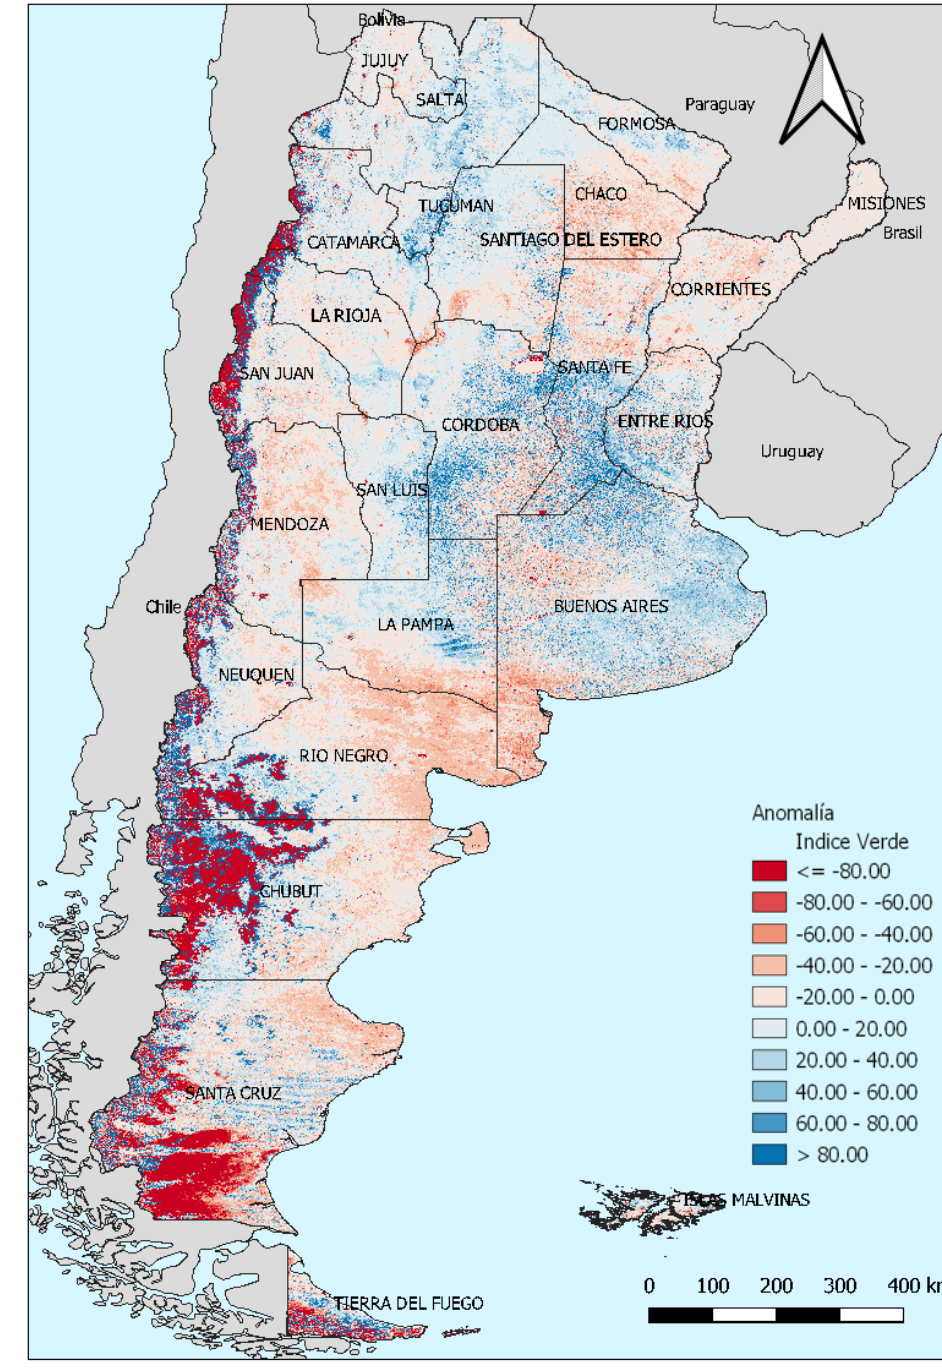 Bolivia
JUJUY
SALTA
Paraguay
FORMOSA
CHACO
MISIONES
TUCUMAN
Brasil
CATAMARCA
SANTIAGO DEL ESTERO
CORRIENTES
LA RIOJA
SAN JUAN
SANTA FE
CORDOBA
ENTRE RIOS
Uruguay
SAN LUIS
MENDOZA
Chile
BUENOS AIRES
LA PAMPA
NEUQUEN
RIO NEGRO
CHUBUT
SANTA CRUZ
Anomalía
Indice Verde
<= -80.00
-80.00 - -60.00
-60.00 - -40.00
-40.00 - -20.00
-20.00 - 0.00
0.00 - 20.00
20.00 - 40.00
40.00 - 60.00
60.00 - 80.00
> 80.00
ISLAS MALVINAS
TIERRA DEL FUEGO
0 100 200 300 400 km